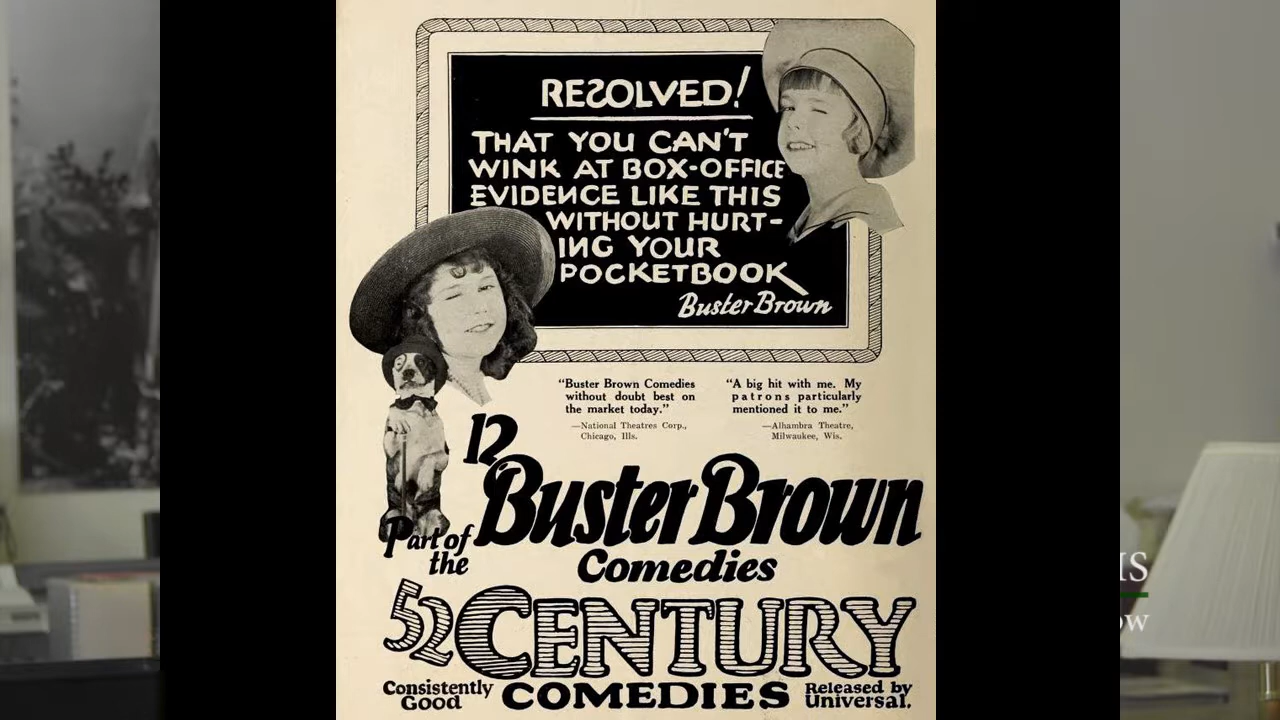 RESOLVED!
THAT YOU CAN'T
WINK AT BOX-OFFICE
EVIDENCE LIKE THIS
WITHOUT HURT-
ING YOUR
POCKETBOOK
Buster Brown
"Buster Brown Comedies
without doubt best on
the market today."
—National Theatres Corp.,
Chicago, Ills.
"A big hit with me. My
patrons particularly
mentioned it to me."
—Alhambra Theatre,
Milwaukee, Wis.
12
Buster Brown
Part of
the
Comedies
52 CENTURY
Consistently
Good
COMEDIES
Released by
Universal.